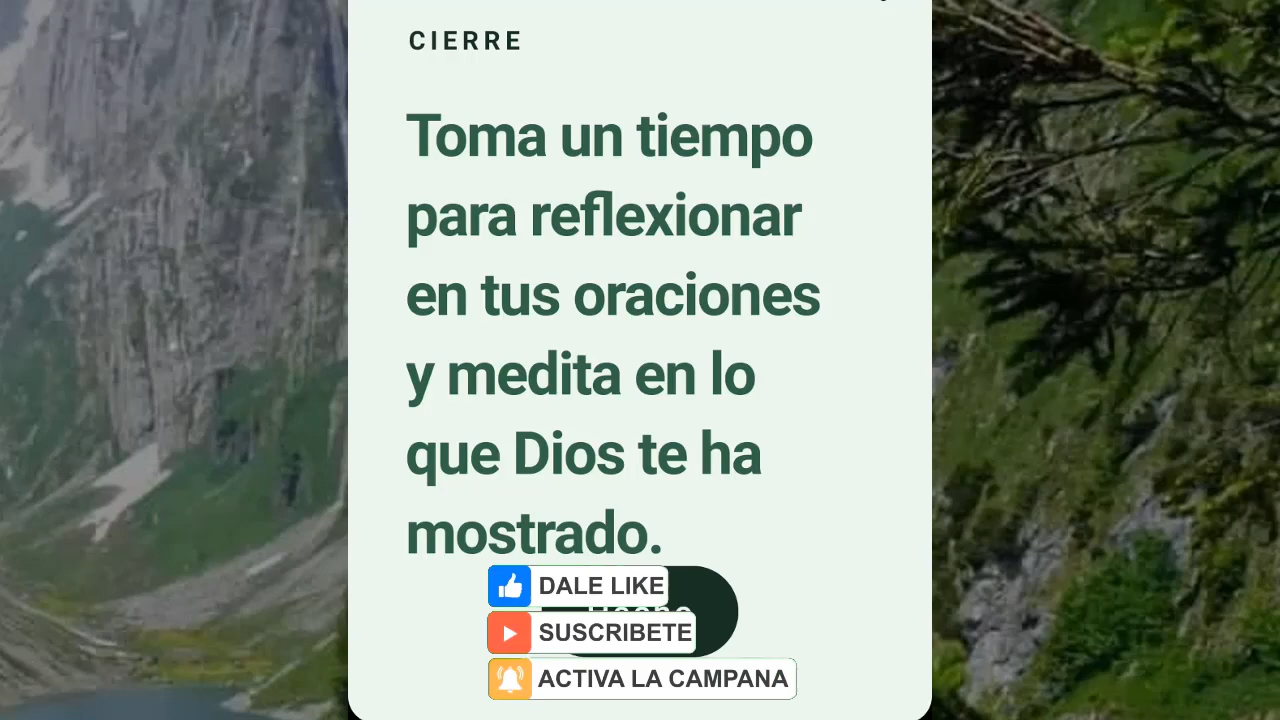 CIERRE
Toma un tiempo
para reflexionar
en tus oraciones
y medita en lo
que Dios te ha
mostrado.
DALE LIKE
SUSCRIBETE
ACTIVA LA CAMPANA